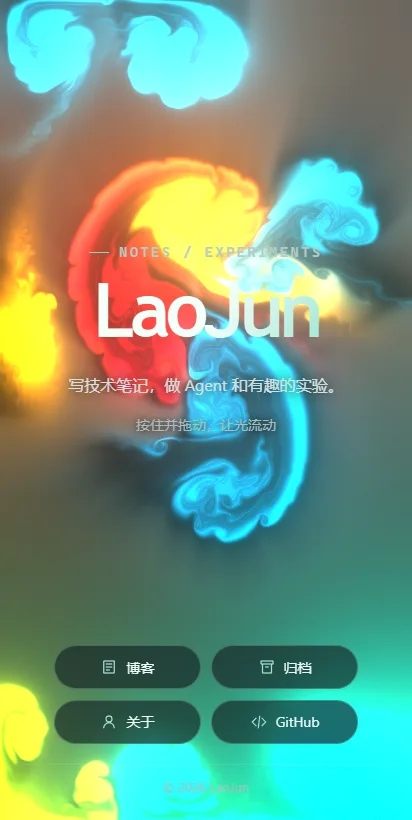 NOTES / EXPERIMENTS
LaoJun
写技术笔记，做 Agent 和有趣的实验。
按住并拖动，让光流动
博客
归档
关于
GitHub
LaoJun